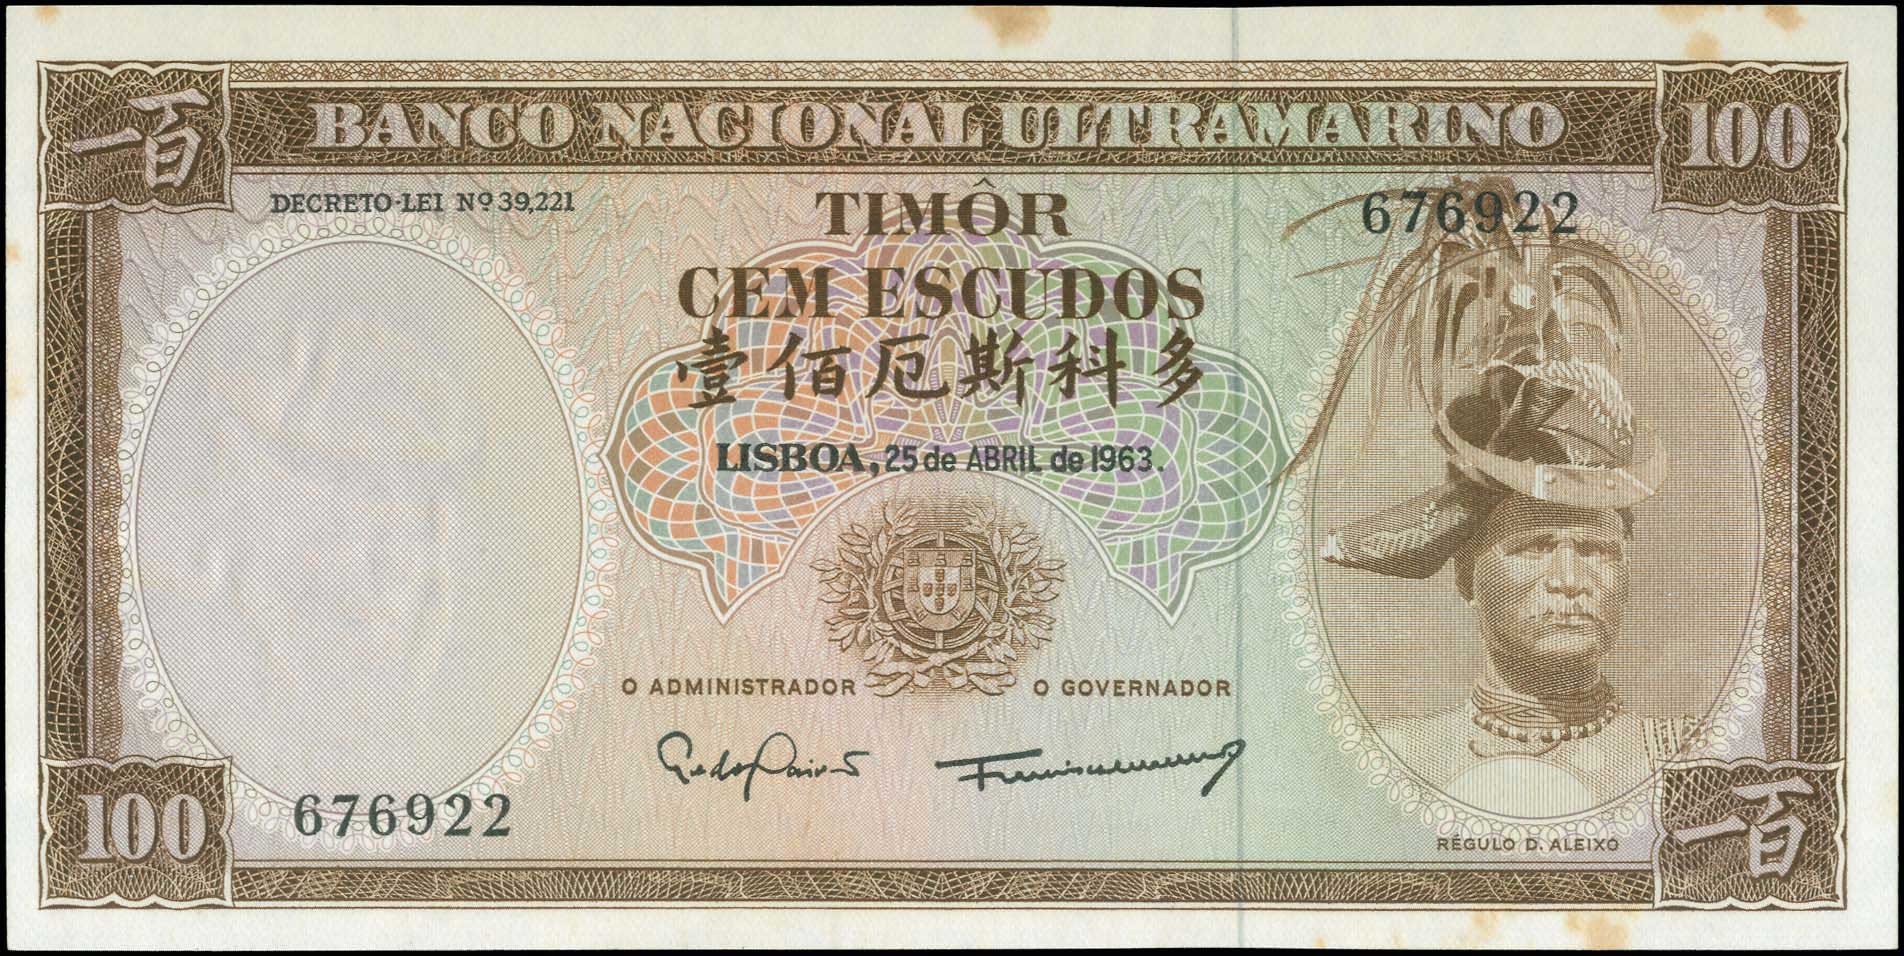 一百
BANCO NACIONAL ULTRAMARINO
100
DECRETO-LEI Nº 39,221
TIMÔR
676922
CEM ESCUDOS
壹佰厄斯科多
LISBOA, 25 de ABRIL de 1963.
O ADMINISTRADOR
O GOVERNADOR
100
676922
RÉGULO D. ALEIXO
一百